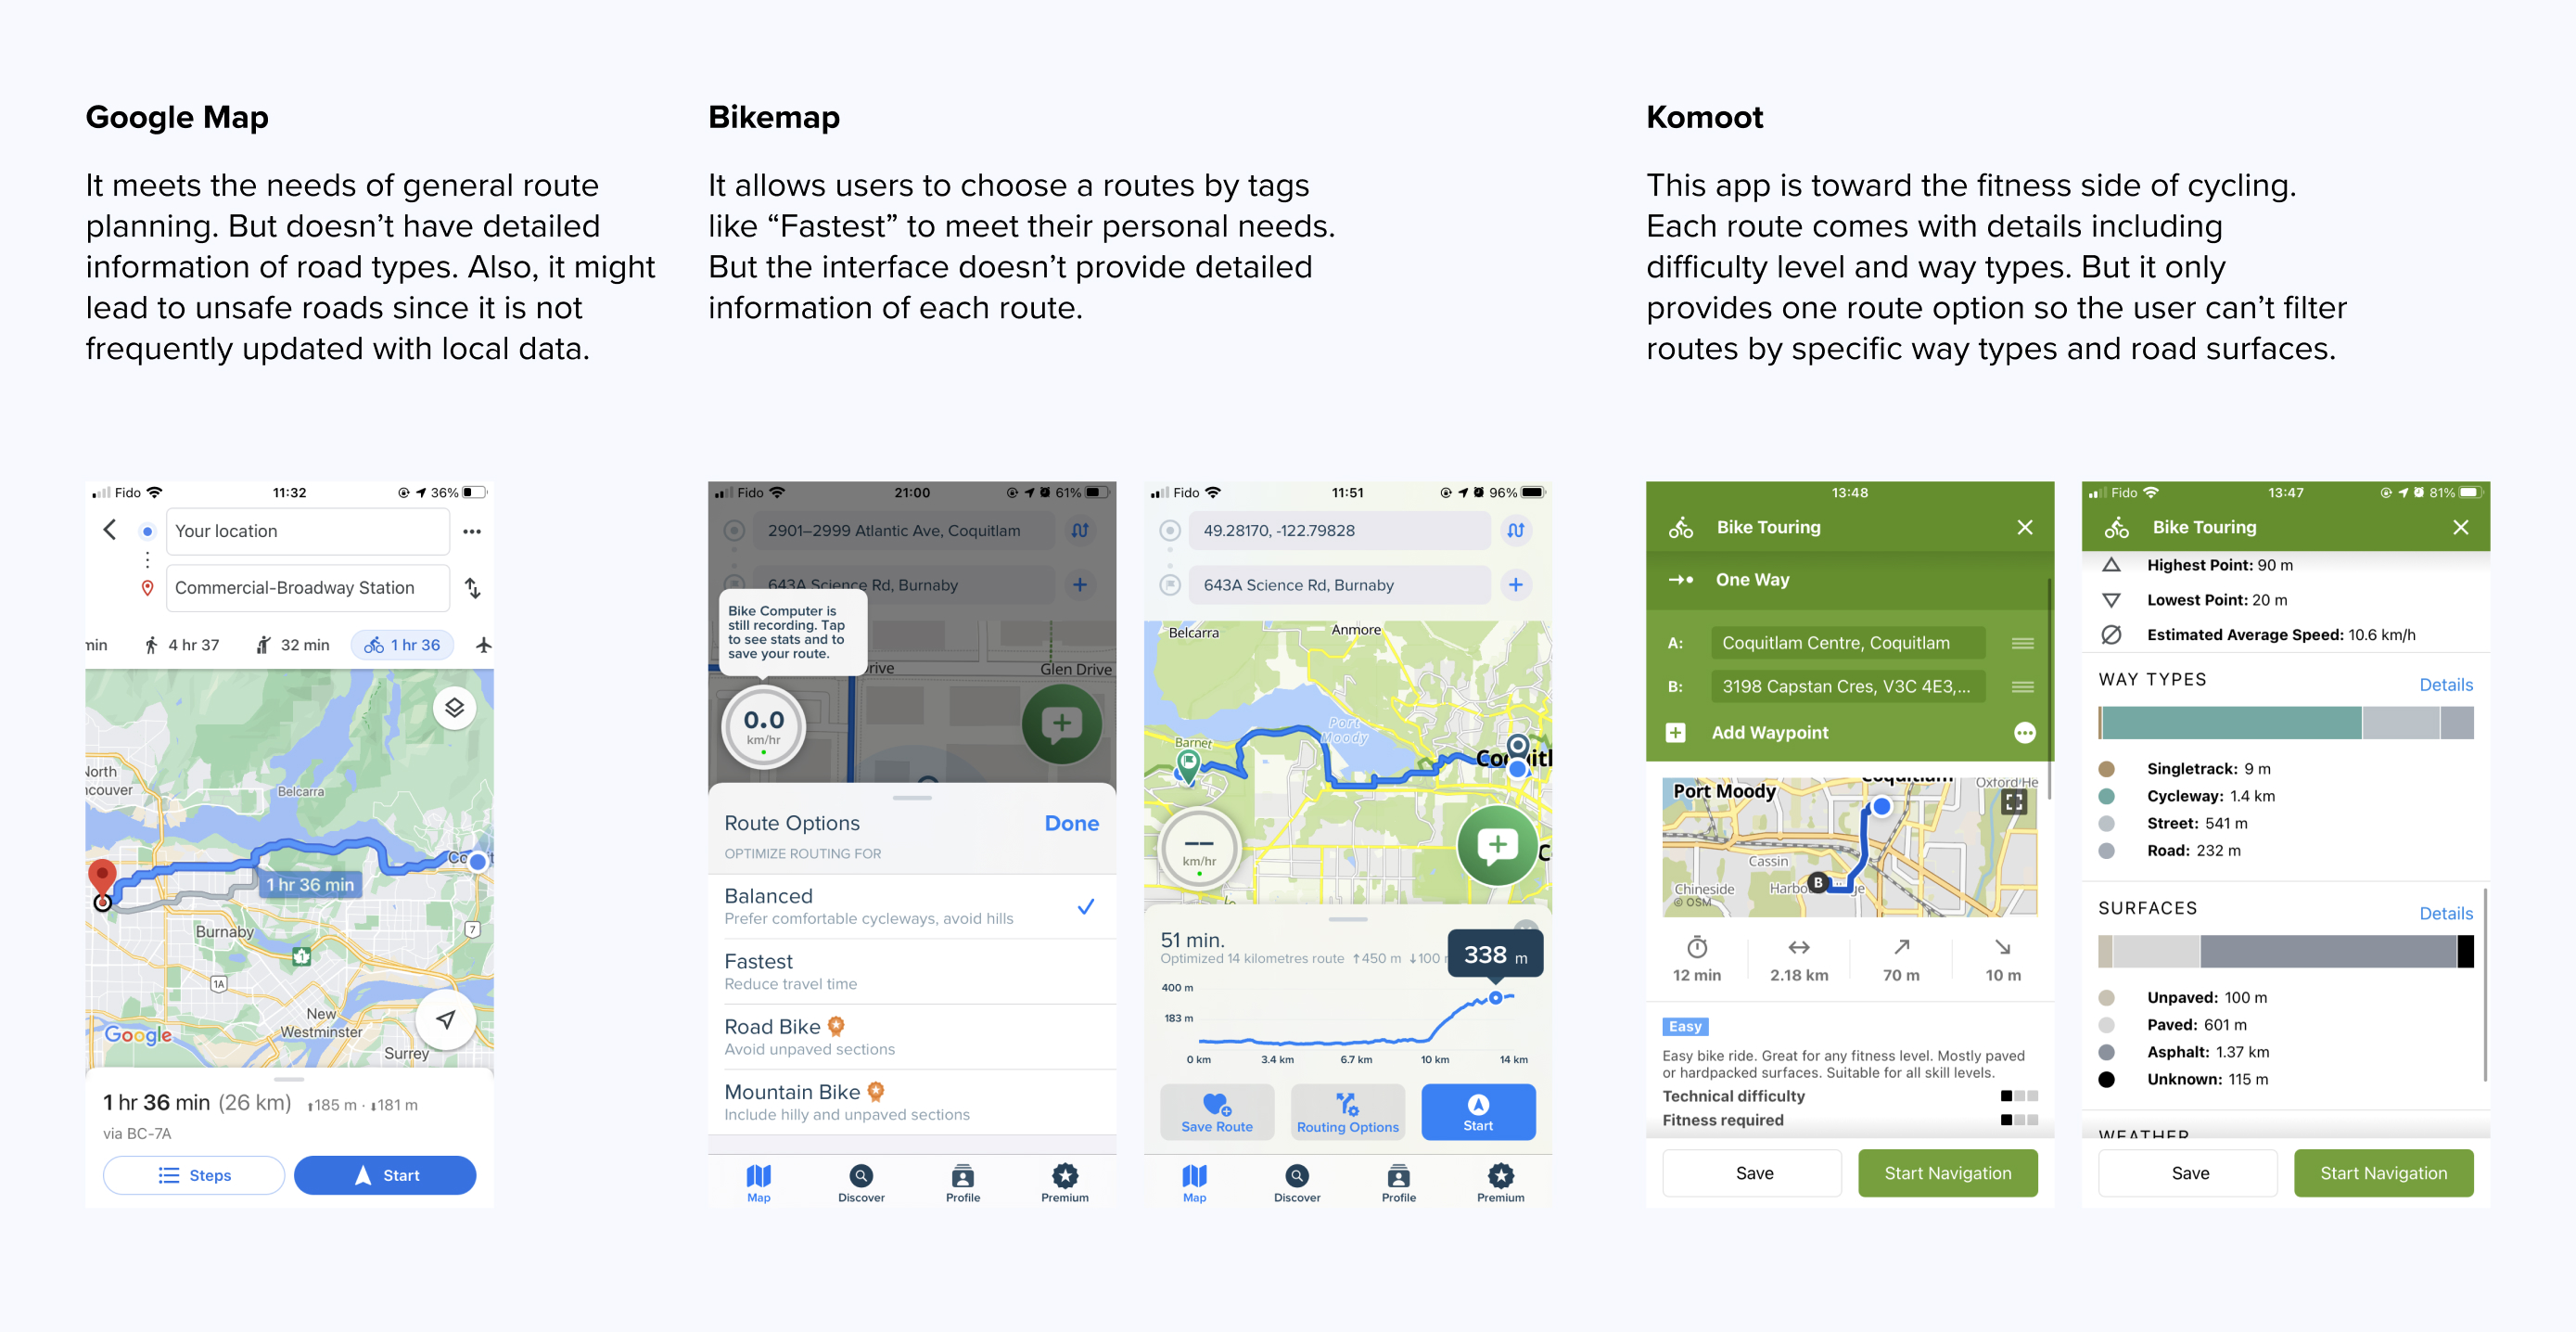 Google Map
It meets the needs of general route
planning. But doesn’t have detailed
information of road types. Also, it might
lead to unsafe roads since it is not
frequently updated with local data.
Bikemap
It allows users to choose a routes by tags
like “Fastest” to meet their personal needs.
But the interface doesn’t provide detailed
information of each route.
Komoot
This app is toward the fitness side of cycling.
Each route comes with details including
difficulty level and way types. But it only
provides one route option so the user can’t filter
routes by specific way types and road surfaces.
Fido 11:32 36%
Your location
Commercial-Broadway Station
min 4 hr 37 32 min 1 hr 36
North
ncouver
Belcarra
Co
1 hr 36 min
Burnaby
7
1
1A
New
Westminster
Google
Surrey
1 hr 36 min (26 km) 185 m · 181 m
via BC-7A
Steps Start
Fido 21:00 61%
2901–2999 Atlantic Ave, Coquitlam
643A Science Rd, Burnaby
Bike Computer is
still recording. Tap
to see stats and to
save your route.
rive
Glen Drive
0.0
km/hr
Route Options Done
OPTIMIZE ROUTING FOR
Balanced
Prefer comfortable cycleways, avoid hills
Fastest
Reduce travel time
Road Bike
Avoid unpaved sections
Mountain Bike
Include hilly and unpaved sections
Map Discover Profile Premium
Fido 11:51 96%
49.28170, -122.79828
643A Science Rd, Burnaby
Belcarra Anmore
Port
Moody
Barnet
Co itl
--
km/hr
C
51 min.
Optimized 14 kilometres route ↑450 m ↓100
338 m
400 m
183 m
0 km 3.4 km 6.7 km 10 km 14 km
Save Route Routing Options Start
Map Discover Profile Premium
13:48
Bike Touring
One Way
A: Coquitlam Centre, Coquitlam
B: 3198 Capstan Cres, V3C 4E3,...
Add Waypoint
Coquitlam
Oxford He
Port Moody
Cassin
Chineside
Harbo B ge
© OSM
12 min 2.18 km 70 m 10 m
Easy
Easy bike ride. Great for any fitness level. Mostly paved
or hardpacked surfaces. Suitable for all skill levels.
Technical difficulty
Fitness required
Save Start Navigation
Fido 13:47 81%
Bike Touring
Highest Point: 90 m
Lowest Point: 20 m
Estimated Average Speed: 10.6 km/h
WAY TYPES Details
Singletrack: 9 m
Cycleway: 1.4 km
Street: 541 m
Road: 232 m
SURFACES Details
Unpaved: 100 m
Paved: 601 m
Asphalt: 1.37 km
Unknown: 115 m
WEATHER
Save Start Navigation